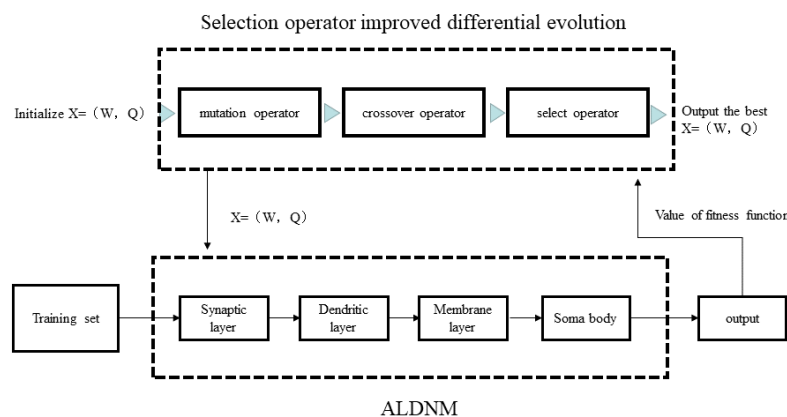 Selection operator improved differential evolution
Initialize X=（W，Q）
mutation operator
crossover operator
select operator
Output the best
X=（W，Q）
X=（W，Q）
Value of fitness function
Training set
Synaptic
layer
Dendritic
layer
Membrane
layer
Soma body
output
ALDNM